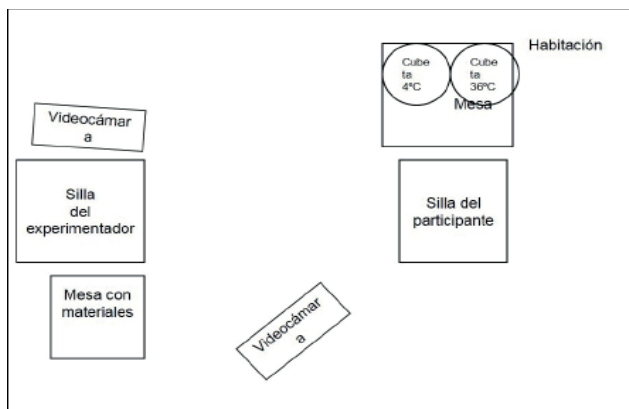 Habitación
Cube
ta
4ºC
Cube
ta
36ºC
Mesa
Videocámar
a
Silla
del
experimentador
Silla del
participante
Mesa con
materiales
Videocámar
a